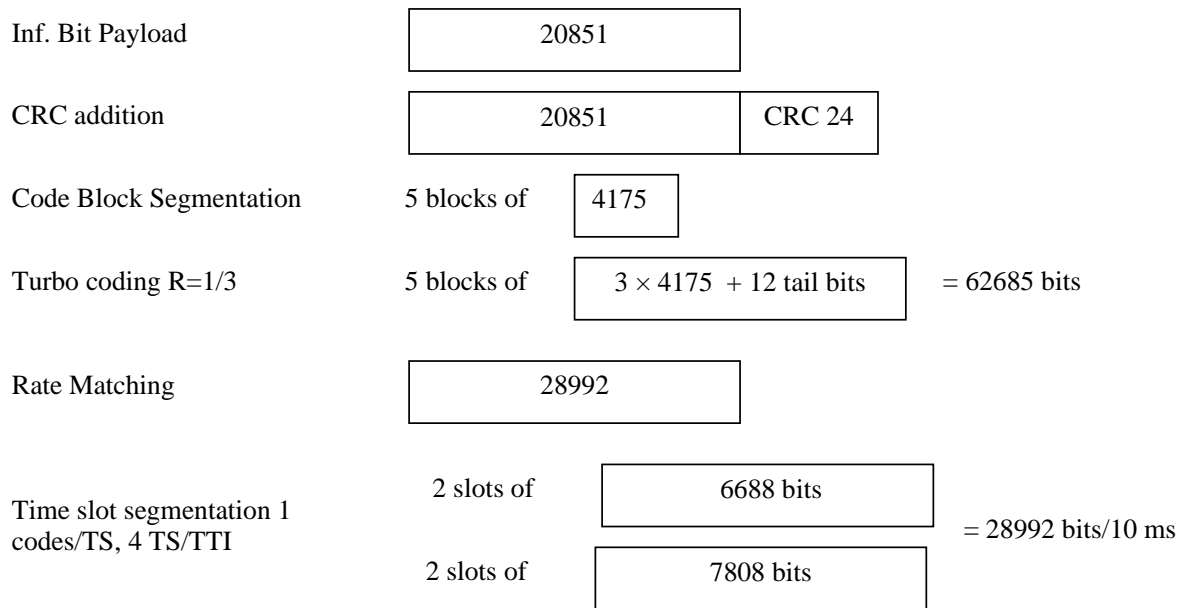 Inf. Bit Payload 20851
CRC addition 20851 CRC 24
Code Block Segmentation 5 blocks of 4175
Turbo coding R=1/3 5 blocks of 3 × 4175 + 12 tail bits = 62685 bits
Rate Matching 28992
2 slots of 6688 bits
Time slot segmentation 1
codes/TS, 4 TS/TTI
= 28992 bits/10 ms
2 slots of 7808 bits